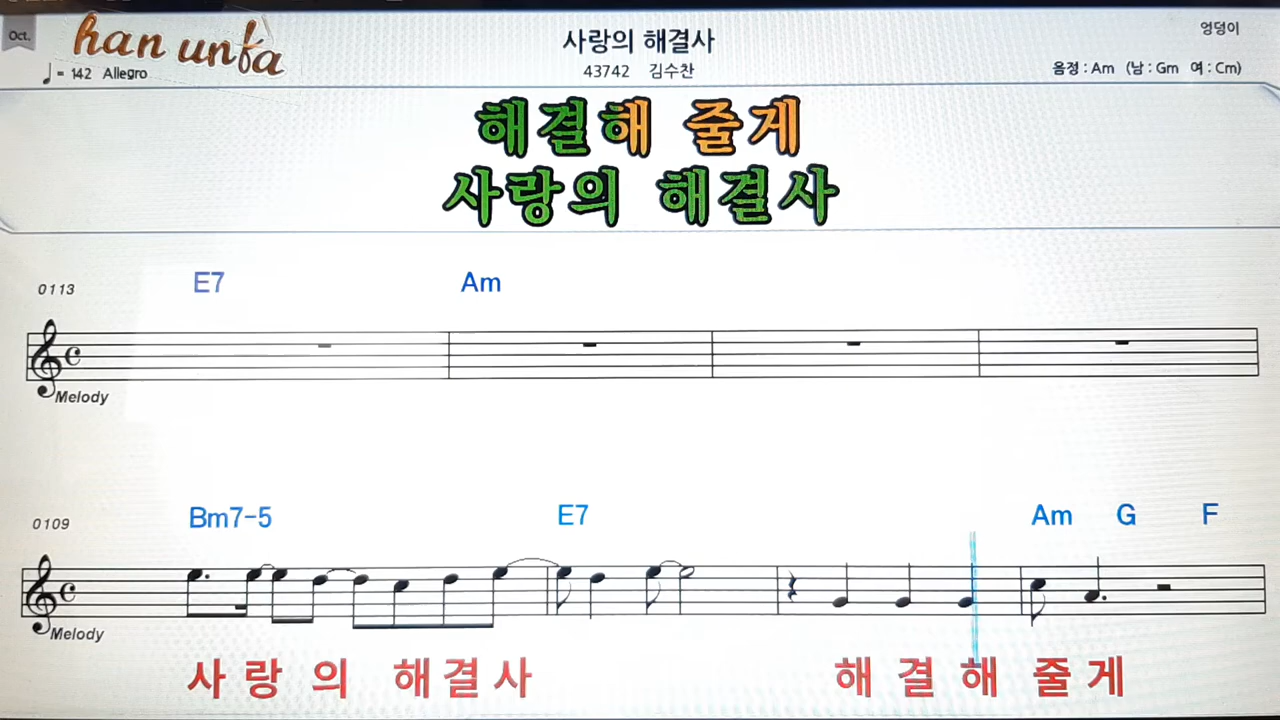 Oct.
han unfa
♩= 142 Allegro
사랑의 해결사
43742 김수찬
엉덩이
음정 : Am (남 : Gm 여 : Cm)
해결해 줄게
사랑의 해결사
0113 E7 Am
Melody
0109 Bm7-5 E7 Am G F
Melody
사 랑 의 해 결 사 해 결 해 줄 게